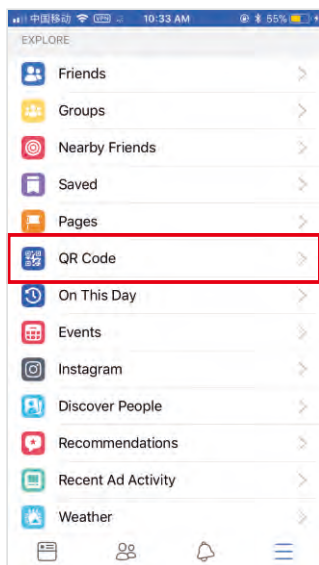 中国移动 VPN 10:33 AM 55%
EXPLORE
Friends
Groups
Nearby Friends
Saved
Pages
QR Code
On This Day
Events
Instagram
Discover People
Recommendations
Recent Ad Activity
Weather